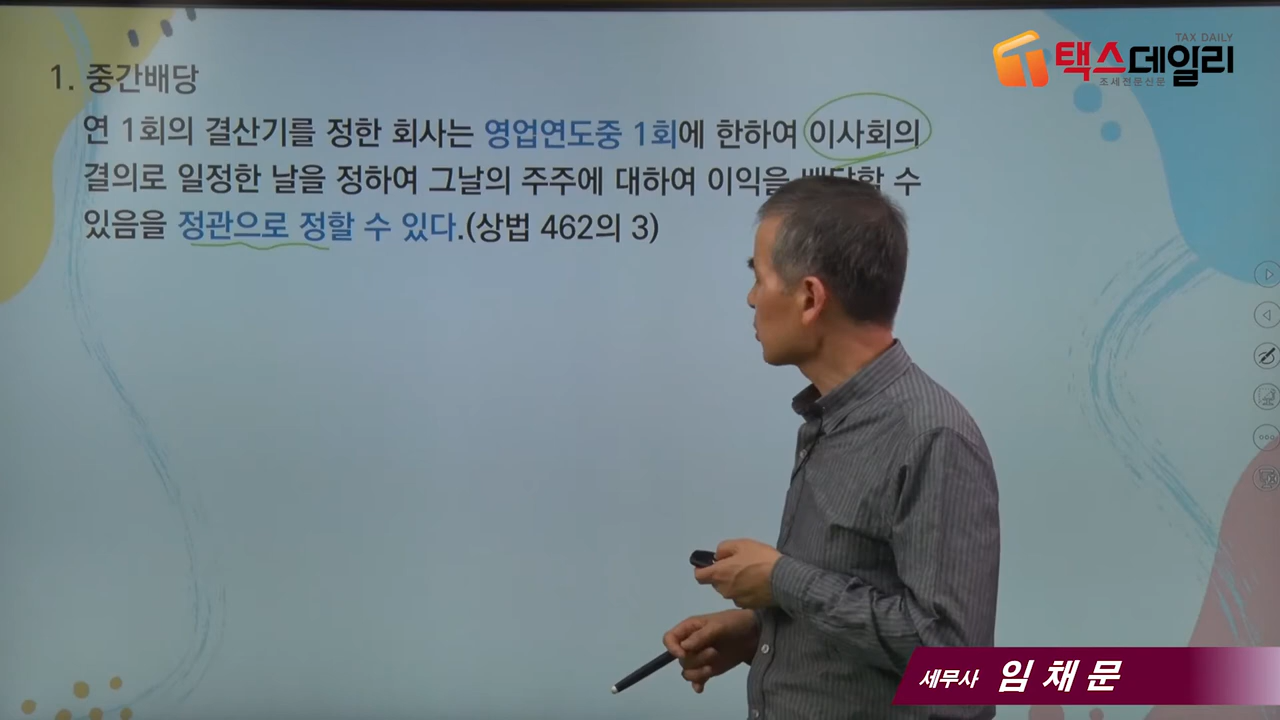 TAX DAILY
택스데일리
조세전문신문
1. 중간배당
연 1회의 결산기를 정한 회사는 영업연도중 1회에 한하여 이사회의
결의로 일정한 날을 정하여 그날의 주주에 대하여 이익을 배당할 수
있음을 정관으로 정할 수 있다.(상법 462의 3)
세무사 임채문